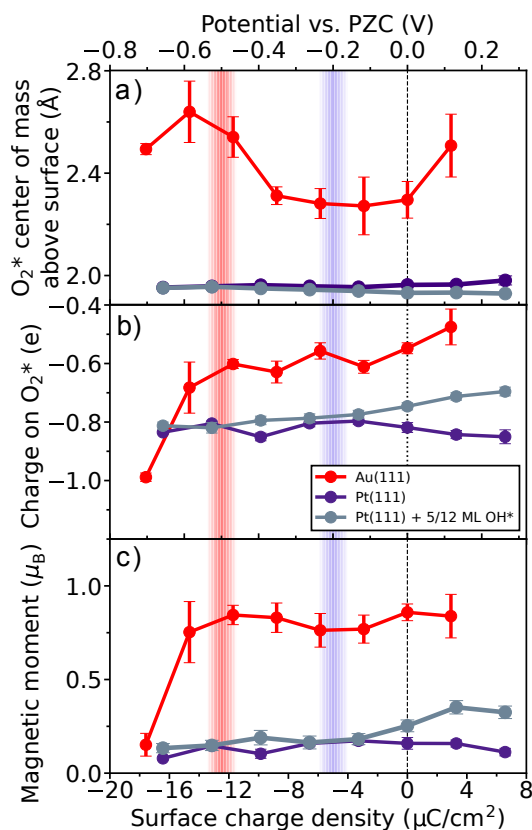 Potential vs. PZC (V)
−0.8 −0.6 −0.4 −0.2 0.0 0.2
a)
O₂* center of mass
above surface (Å)
2.8
2.4
2.0
−0.4
b)
Charge on O₂* (e)
−0.6
−0.8
−1.0
Au(111)
Pt(111)
Pt(111) + 5/12 ML OH*
c)
Magnetic moment (μB)
1.0
0.5
0.0
−20 −16 −12 −8 −4 0 4 8
Surface charge density (μC/cm²)